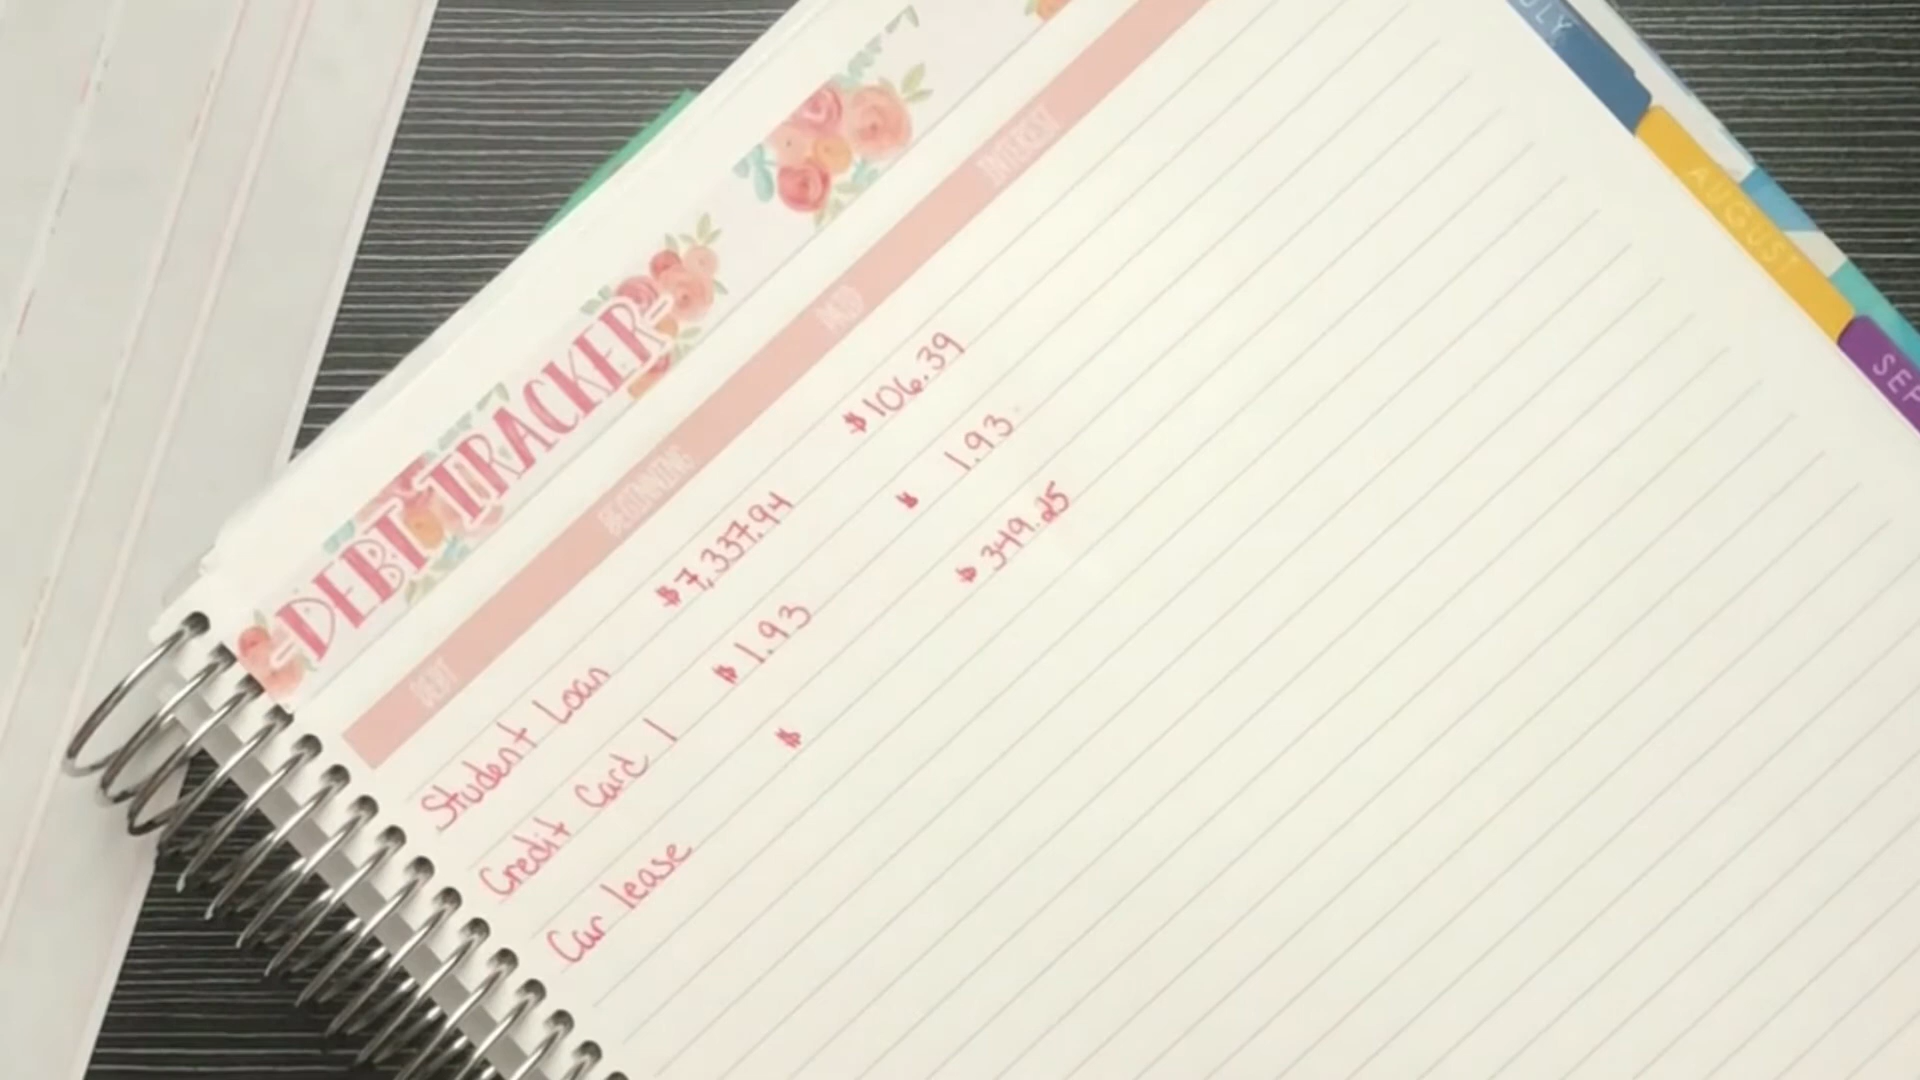 -DEBT TRACKER-
DEBT BEGINNING PAID INTEREST
Student Loan $7,337.94 $106.39
Credit Card 1 $1.93 $ 1.93
Car lease $ $349.25
AUGUST
SEP